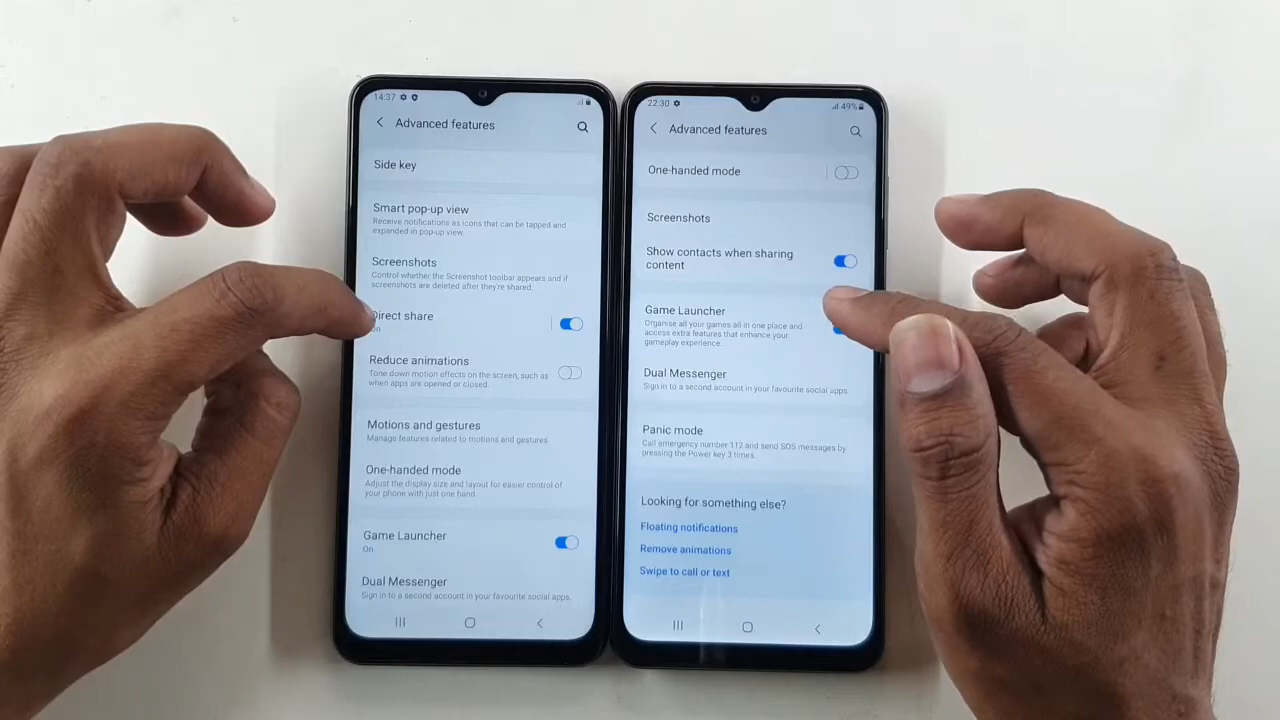 14:37
Advanced features
Side key
Smart pop-up view
Receive notifications as icons that can be tapped and
expanded in pop-up view.
Screenshots
Control whether the Screenshot toolbar appears and if
screenshots are deleted after they're shared.
Direct share
On
Reduce animations
Tone down motion effects on the screen, such as
when apps are opened or closed.
Motions and gestures
Manage features related to motions and gestures.
One-handed mode
Adjust the display size and layout for easier control of
your phone with just one hand.
Game Launcher
On
Dual Messenger
Sign in to a second account in your favourite social apps.
22:30
49%
Advanced features
One-handed mode
Screenshots
Show contacts when sharing
content
Game Launcher
Organise all your games all in one place and
access extra features that enhance your
gameplay experience.
Dual Messenger
Sign in to a second account in your favourite social apps.
Panic mode
Call emergency number 112 and send SOS messages by
pressing the Power key 3 times.
Looking for something else?
Floating notifications
Remove animations
Swipe to call or text